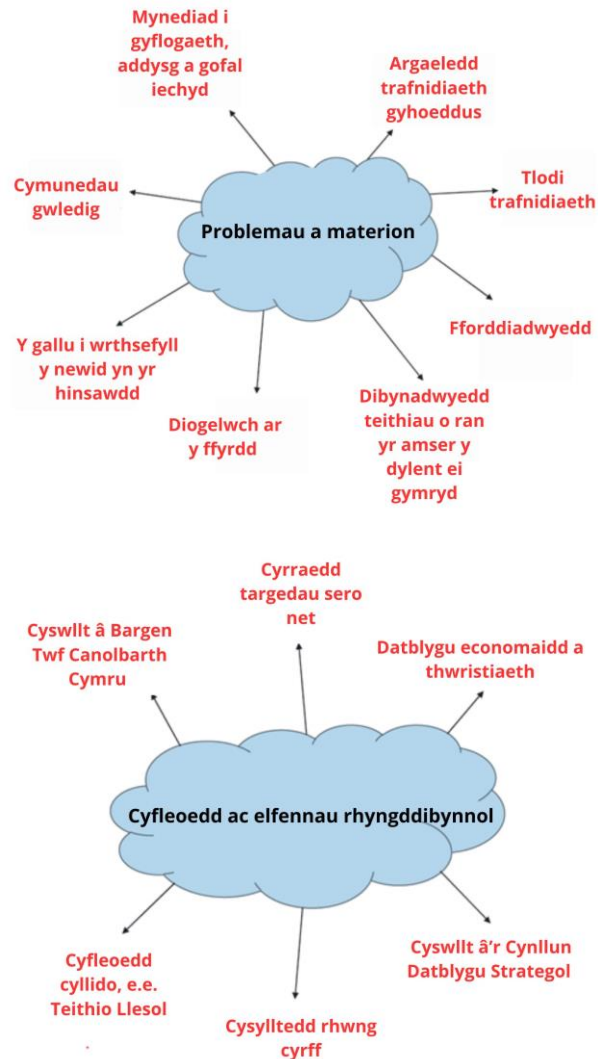 Mynediad i
gyflogaeth,
addysg a gofal
iechyd
Argaeledd
trafnidiaeth
gyhoeddus
Cymunedau
gwledig
Tlodi
trafnidiaeth
Problemau a materion
Y gallu i wrthsefyll
y newid yn yr
hinsawdd
Fforddiadwyedd
Diogelwch ar
y ffyrdd
Dibynadwyedd
teithiau o ran
yr amser y
dylent ei
gymryd
Cyrraedd
targedau sero
net
Cyswllt â Bargen
Twf Canolbarth
Cymru
Datblygu economaidd a
thwristiaeth
Cyfleoedd ac elfennau rhyngddibynnol
Cyfleoedd
cyllido, e.e.
Teithio Llesol
Cyswllt â'r Cynllun
Datblygu Strategol
Cysylltedd rhwng
cyrff